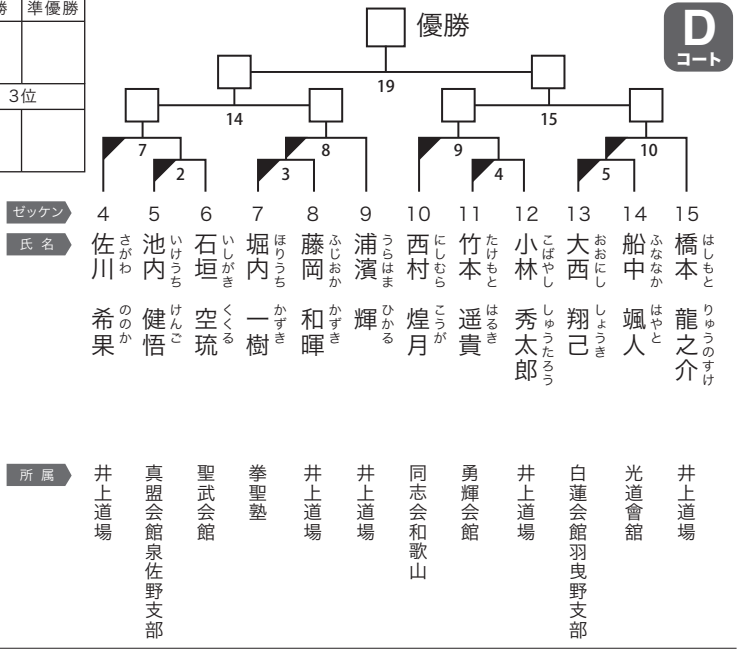 勝 準優勝
3位
優勝
D
コート
19
14 15
7 8 9 10
2 3 4 5
ゼッケン 4 5 6 7 8 9 10 11 12 13 14 15
氏名
佐川 希果 さがわ ののか
池内 健悟 いけうち けんご
石垣 空琉 いしがき くくる
堀内 一樹 ほりうち かずき
藤岡 和暉 ふじおか かずき
浦濱 輝 うらはま ひかる
西村 煌月 にしむら こうが
竹本 遥貴 たけもと はるき
小林 秀太郎 こばやし しゅうたろう
大西 翔己 おおにし しょうき
船中 颯人 ふななか はやと
橋本 龍之介 はしもと りゅうのすけ
所属
井上道場
真盟会館泉佐野支部
聖武会館
拳聖塾
井上道場
井上道場
同志会和歌山
勇輝会館
井上道場
白蓮会館羽曳野支部
光道會舘
井上道場